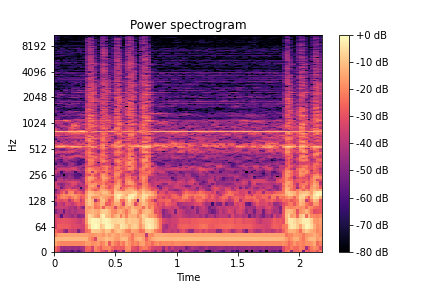 Power spectrogram
8192
4096
2048
1024
512
256
128
64
0
Hz
0
0.5
1
1.5
2
Time
+0 dB
-10 dB
-20 dB
-30 dB
-40 dB
-50 dB
-60 dB
-70 dB
-80 dB